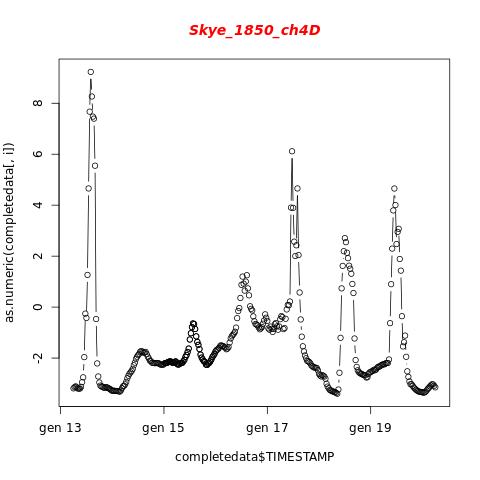 Skye_1850_ch4D
as.numeric(completedata[, i])
8
6
4
2
0
-2
gen 13
gen 15
gen 17
gen 19
completedata$TIMESTAMP